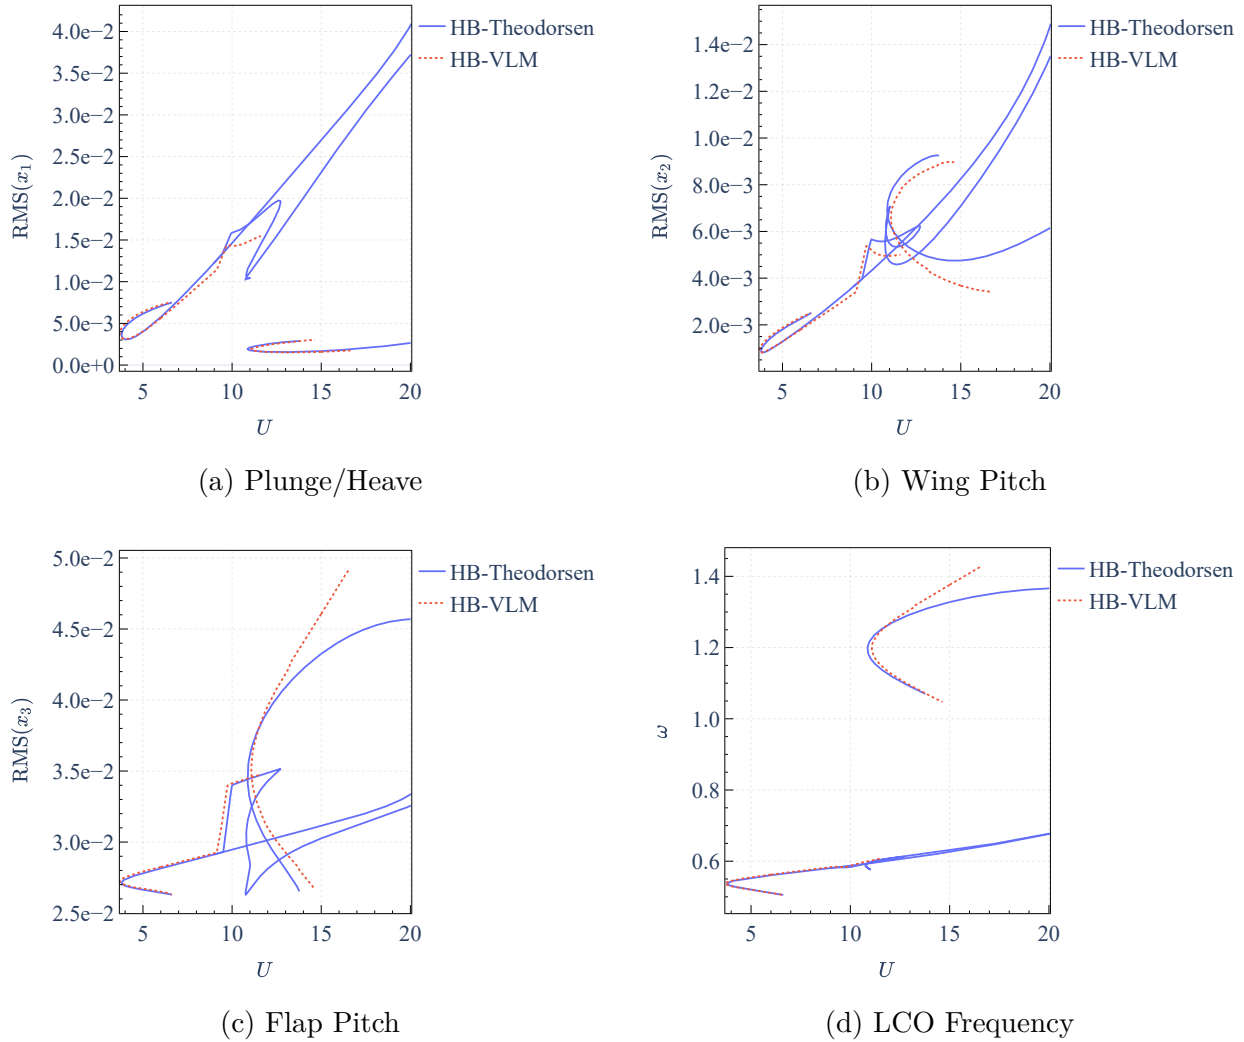 4.0e−2
3.5e−2
3.0e−2
2.5e−2
2.0e−2
1.5e−2
1.0e−2
5.0e−3
0.0e+0
RMS(x₁)
5 10 15 20
U
HB-Theodorsen
HB-VLM
(a) Plunge/Heave
1.4e−2
1.2e−2
1.0e−2
8.0e−3
6.0e−3
4.0e−3
2.0e−3
RMS(x₂)
5 10 15 20
U
HB-Theodorsen
HB-VLM
(b) Wing Pitch
5.0e−2
4.5e−2
4.0e−2
3.5e−2
3.0e−2
2.5e−2
RMS(x₃)
5 10 15 20
U
HB-Theodorsen
HB-VLM
(c) Flap Pitch
1.4
1.2
1.0
0.8
0.6
ω
5 10 15 20
U
HB-Theodorsen
HB-VLM
(d) LCO Frequency